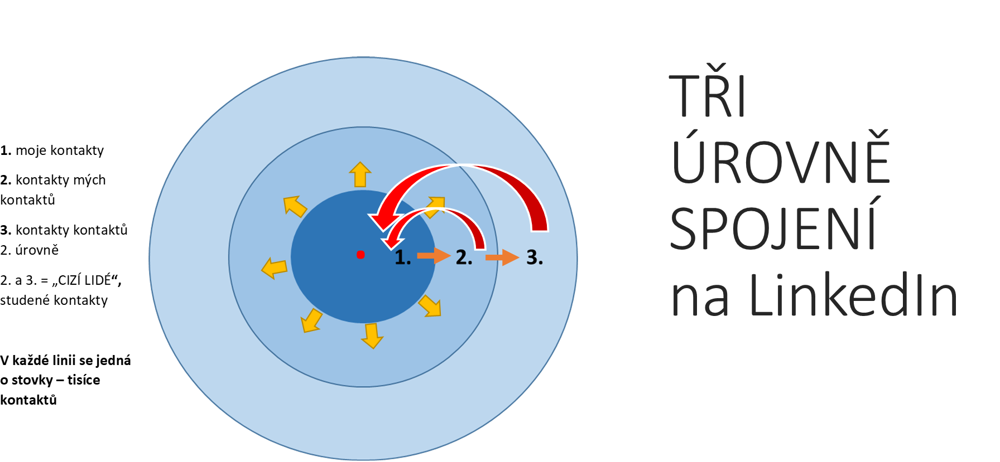 TŘI
ÚROVNĚ
SPOJENÍ
na LinkedIn
1. moje kontakty
2. kontakty mých
kontaktů
3. kontakty kontaktů
2. úrovně
2. a 3. = „CIZÍ LIDÉ“,
studené kontakty
V každé linii se jedná
o stovky – tisíce
kontaktů
1. 2. 3.